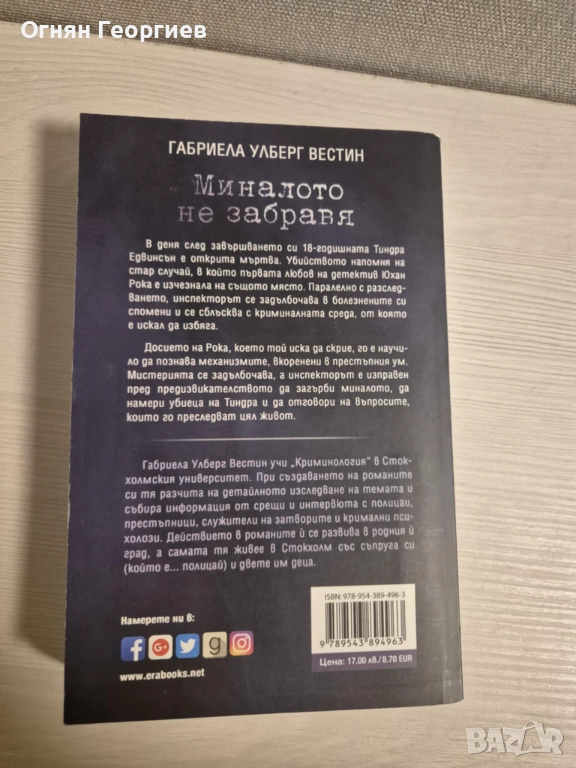 Огнян Георгиев
ГАБРИЕЛА УЛБЕРГ ВЕСТИН
Миналото
не забравя
В деня след завършването си 18-годишната Тиндра
Едвинсън е открита мъртва. Убийството напомня на
стар случай, в който първата любов на детектив Юхан
Рока е изчезнала на същото място. Паралелно с разслед-
ването, инспекторът се задълбочава в болезнените си
спомени и се сблъсква с криминалната среда, от която
е искал да избяга.
Досието на Рока, което той иска да скрие, го е научи-
ло да познава механизмите, вкоренени в престъпния ум.
Мистерията се задълбочава, а инспекторът е изправен
пред предизвикателството да загърби миналото, да
намери убиеца на Тиндра и да отговори на въпросите,
които го преследват цял живот.
Габриела Улберг Вестин учи „Криминология" в Сток-
холмския университет. При създаването на романите
си тя разчита на детайлното изследване на темата и
събира информация от срещи и интервюта с полицаи,
престъпници, служители на затворите и кримални пси-
холози. Действието в романите ѝ се развива в родния ѝ
град, а самата тя живее в Стокхолм със съпруга си
(който е... полицай) и двете им деца.
Намерете ни в:
www.erabooks.net
ISBN: 978-954-389-496-3
9 789543 894963
Цена: 17.00 лв./8.70 EUR
BAZAR